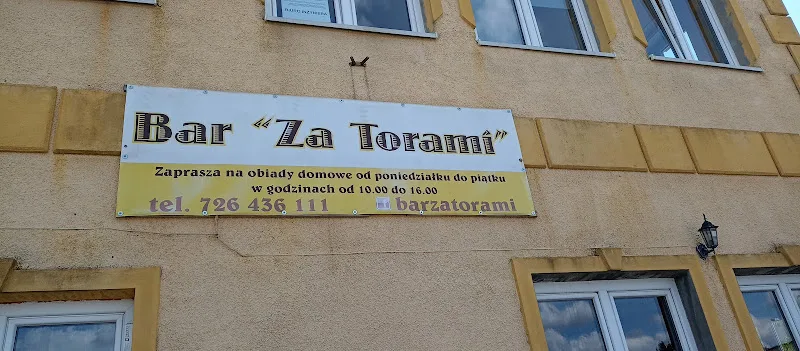 Bar "Za Torami"
Zaprasza na obiady domowe od poniedziałku do piątku
w godzinach od 10.00 do 16.00
tel. 726 436 111 barzatorami